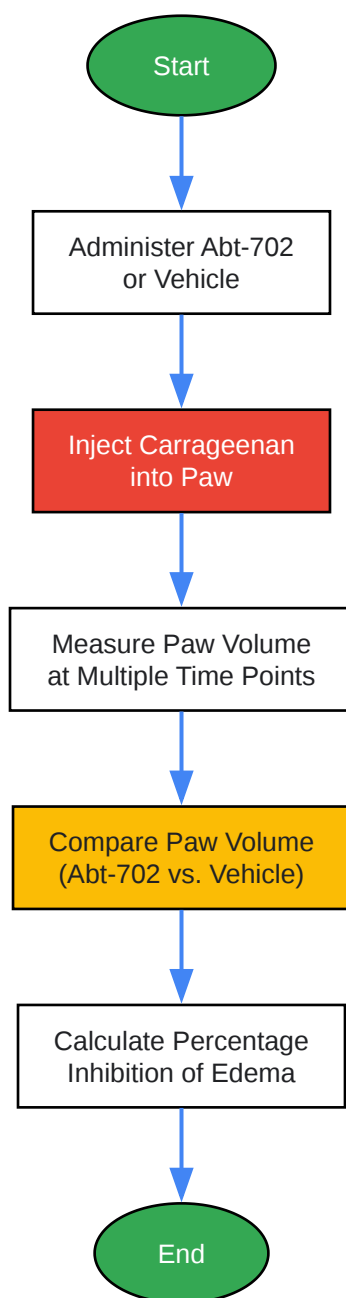 Start
Administer Abt-702
or Vehicle
Inject Carrageenan
into Paw
Measure Paw Volume
at Multiple Time Points
Compare Paw Volume
(Abt-702 vs. Vehicle)
Calculate Percentage
Inhibition of Edema
End